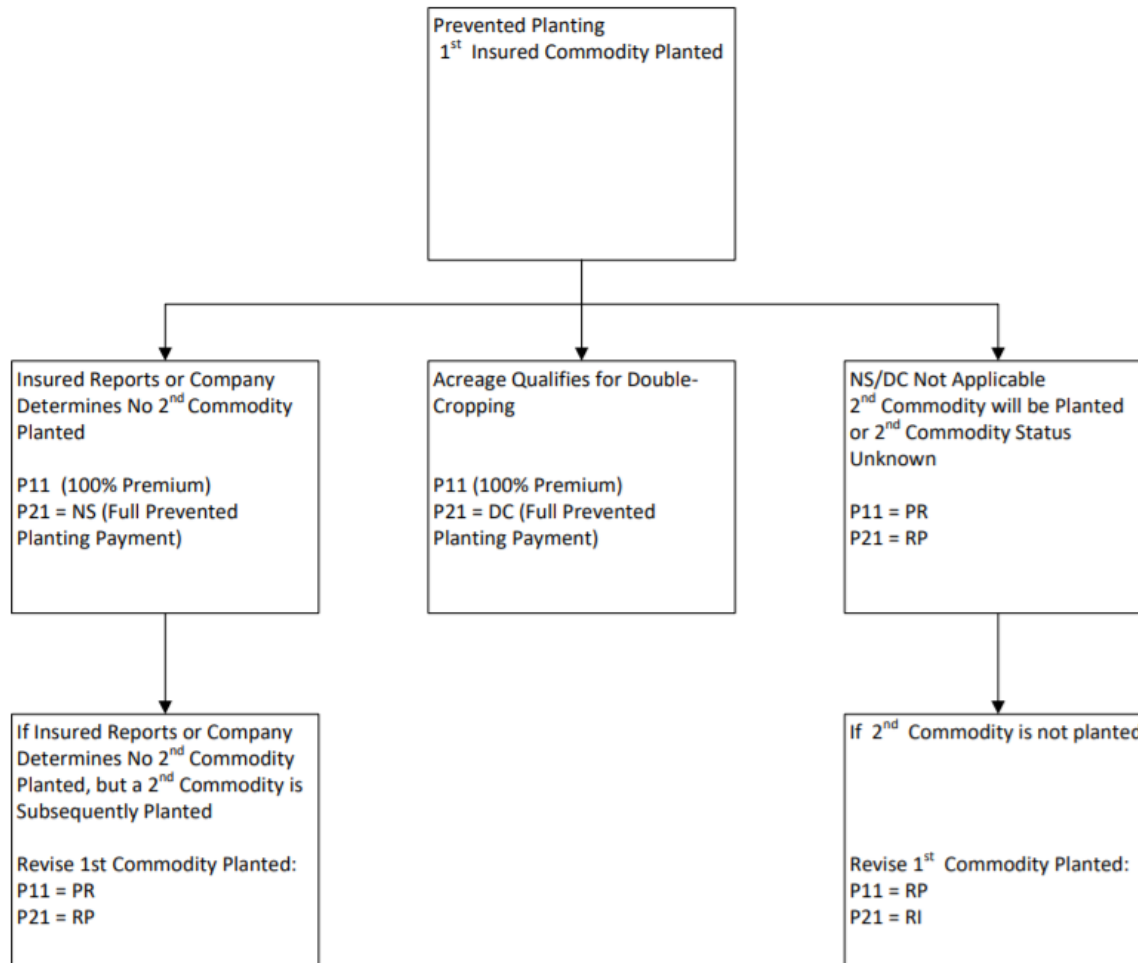 Prevented Planting
1st Insured Commodity Planted
Insured Reports or Company
Determines No 2nd Commodity
Planted
P11 (100% Premium)
P21 = NS (Full Prevented
Planting Payment)
Acreage Qualifies for Double-
Cropping
P11 (100% Premium)
P21 = DC (Full Prevented
Planting Payment)
NS/DC Not Applicable
2nd Commodity will be Planted
or 2nd Commodity Status
Unknown
P11 = PR
P21 = RP
If Insured Reports or Company
Determines No 2nd Commodity
Planted, but a 2nd Commodity is
Subsequently Planted
Revise 1st Commodity Planted:
P11 = PR
P21 = RP
If 2nd Commodity is not planted
Revise 1st Commodity Planted:
P11 = RP
P21 = RI